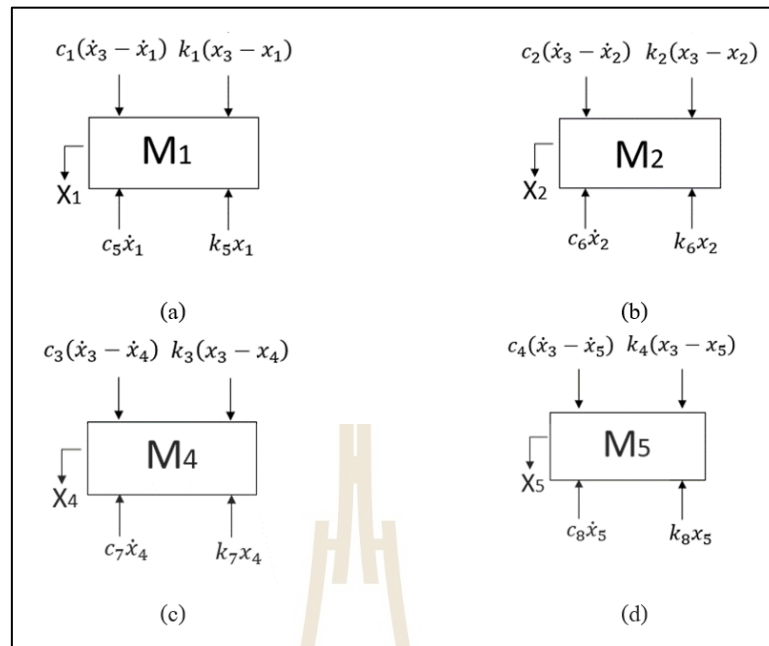 c₁(ẋ₃ − ẋ₁) k₁(x₃ − x₁)
M₁
X₁
c₅ẋ₁ k₅x₁
(a)
c₂(ẋ₃ − ẋ₂) k₂(x₃ − x₂)
M₂
X₂
c₆ẋ₂ k₆x₂
(b)
c₃(ẋ₃ − ẋ₄) k₃(x₃ − x₄)
M₄
X₄
c₇ẋ₄ k₇x₄
(c)
c₄(ẋ₃ − ẋ₅) k₄(x₃ − x₅)
M₅
X₅
c₈ẋ₅ k₈x₅
(d)